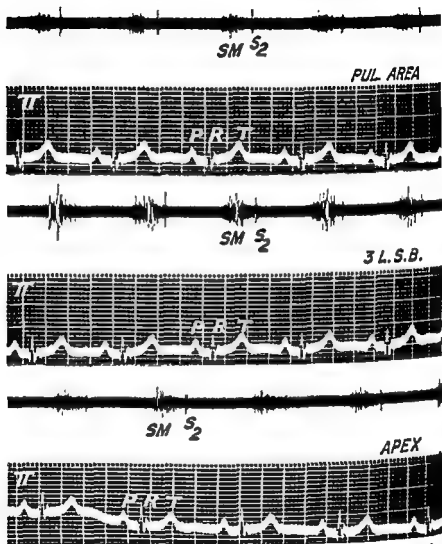 SM S2
PUL AREA
II
P R T
SM S2
3 L.S.B.
II
P R T
SM S2
APEX
II
P R T